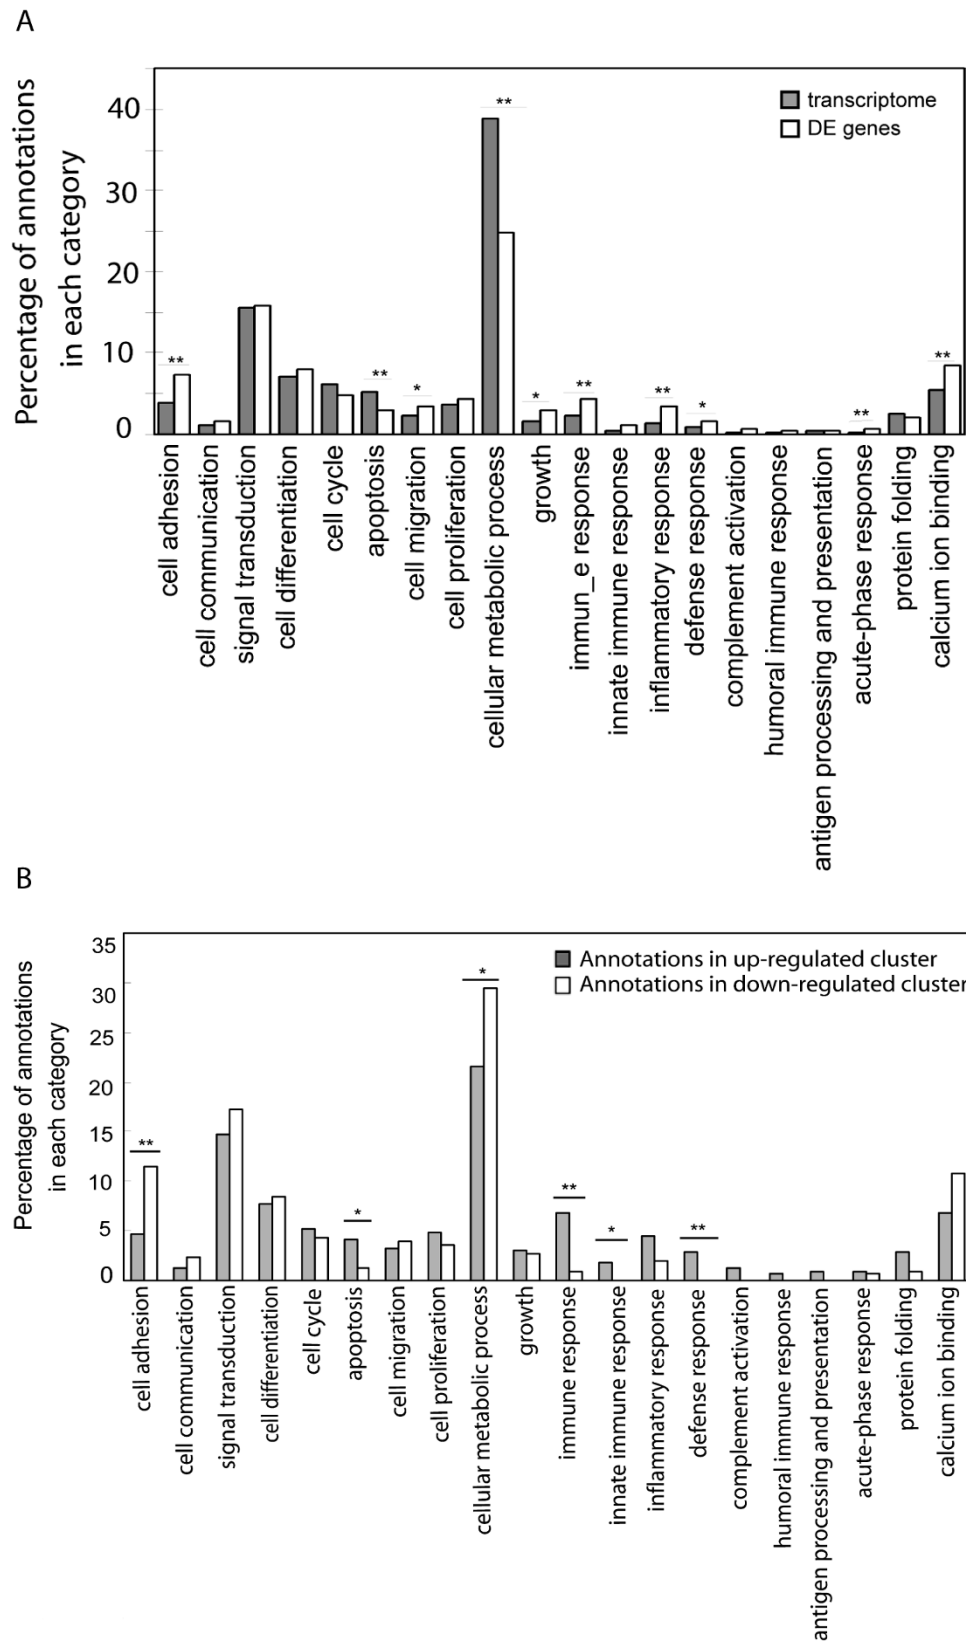 A
Percentage of annotations
in each category
40
30
20
10
0
transcriptome
DE genes
**
**
*
**
*
**
**
*
**
**
cell adhesion
cell communication
signal transduction
cell differentiation
cell cycle
apoptosis
cell migration
cell proliferation
cellular metabolic process
growth
immun_e response
innate immune response
inflammatory response
defense response
complement activation
humoral immune response
antigen processing and presentation
acute-phase response
protein folding
calcium ion binding
B
Percentage of annotations
in each category
35
30
25
20
15
10
5
0
Annotations in up-regulated cluster
Annotations in down-regulated cluster
**
*
*
**
*
**
cell adhesion
cell communication
signal transduction
cell differentiation
cell cycle
apoptosis
cell migration
cell proliferation
cellular metabolic process
growth
immune response
innate immune response
inflammatory response
defense response
complement activation
humoral immune response
antigen processing and presentation
acute-phase response
protein folding
calcium ion binding